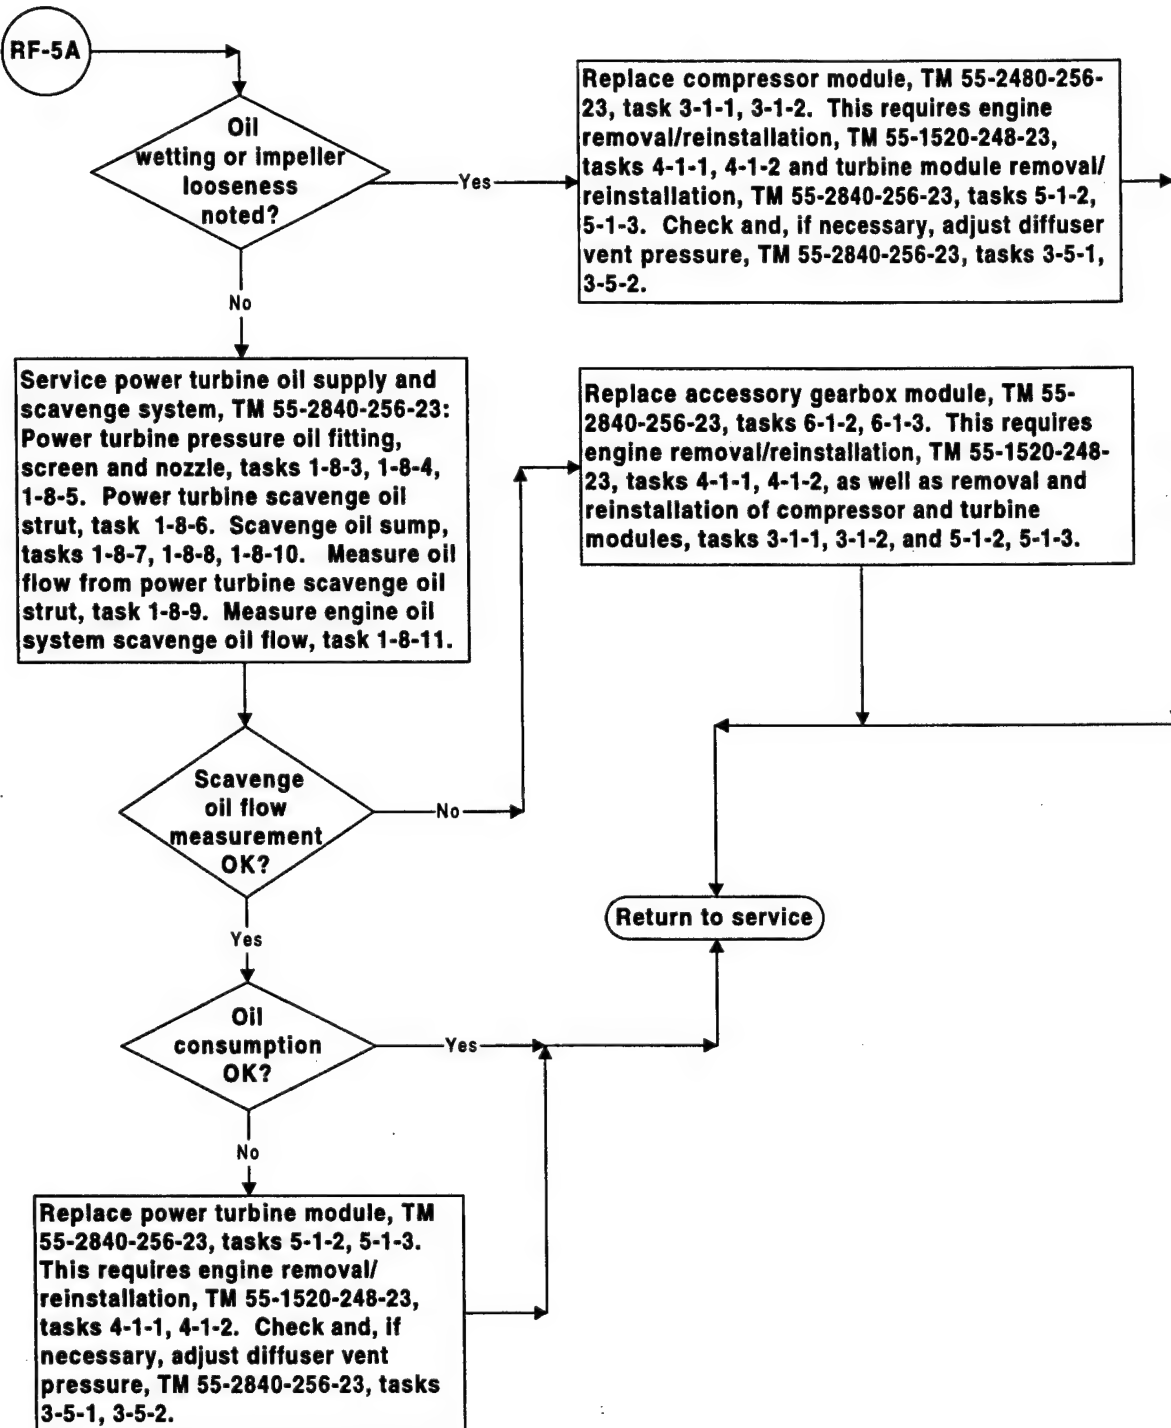 RF-5A
Oil
wetting or impeller
looseness
noted?
Yes
Replace compressor module, TM 55-2480-256-
23, task 3-1-1, 3-1-2. This requires engine
removal/reinstallation, TM 55-1520-248-23,
tasks 4-1-1, 4-1-2 and turbine module removal/
reinstallation, TM 55-2840-256-23, tasks 5-1-2,
5-1-3. Check and, if necessary, adjust diffuser
vent pressure, TM 55-2840-256-23, tasks 3-5-1,
3-5-2.
No
Service power turbine oil supply and
scavenge system, TM 55-2840-256-23:
Power turbine pressure oil fitting,
screen and nozzle, tasks 1-8-3, 1-8-4,
1-8-5. Power turbine scavenge oil
strut, task 1-8-6. Scavenge oil sump,
tasks 1-8-7, 1-8-8, 1-8-10. Measure oil
flow from power turbine scavenge oil
strut, task 1-8-9. Measure engine oil
system scavenge oil flow, task 1-8-11.
Replace accessory gearbox module, TM 55-
2840-256-23, tasks 6-1-2, 6-1-3. This requires
engine removal/reinstallation, TM 55-1520-248-
23, tasks 4-1-1, 4-1-2, as well as removal and
reinstallation of compressor and turbine
modules, tasks 3-1-1, 3-1-2, and 5-1-2, 5-1-3.
Scavenge
oil flow
measurement
OK?
No
Yes
Return to service
Oil
consumption
OK?
Yes
No
Replace power turbine module, TM
55-2840-256-23, tasks 5-1-2, 5-1-3.
This requires engine removal/
reinstallation, TM 55-1520-248-23,
tasks 4-1-1, 4-1-2. Check and, if
necessary, adjust diffuser vent
pressure, TM 55-2840-256-23, tasks
3-5-1, 3-5-2.